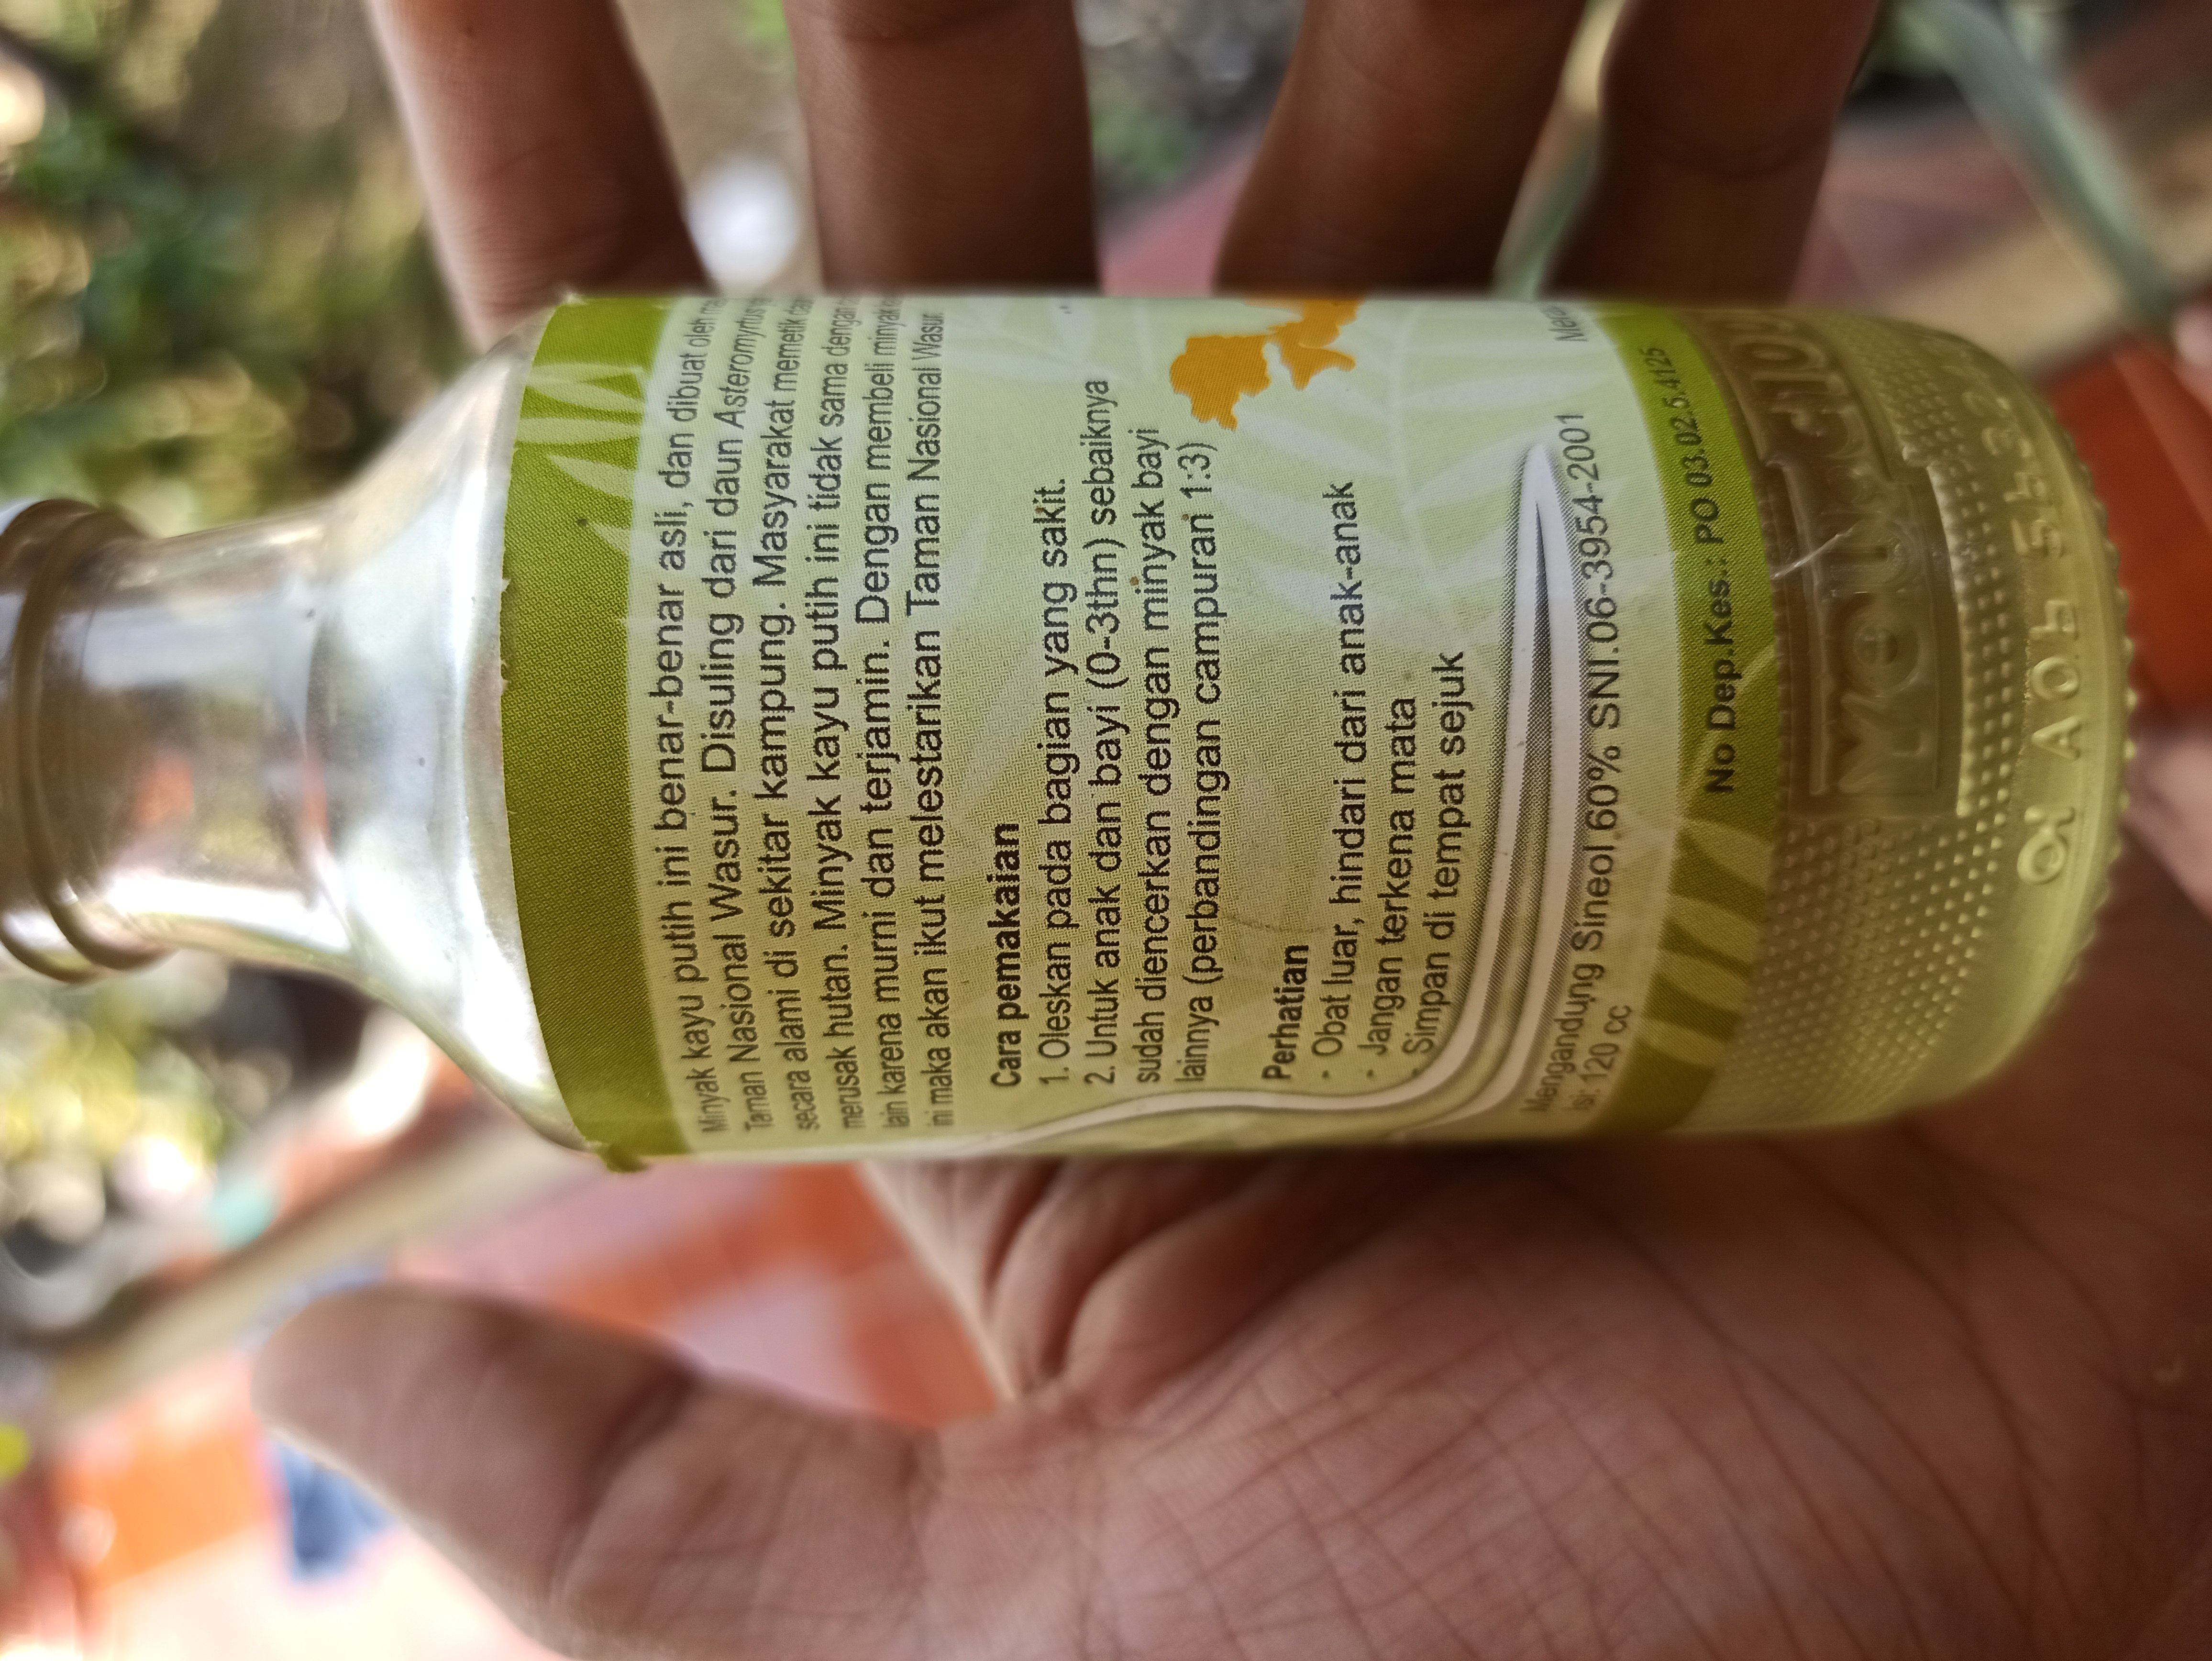 Minyak kayu putih ini benar-benar asli, dan dibuat oleh
Taman Nasional Wasur. Disuling dari daun Asteromyrtus
secara alami di sekitar kampung. Masyarakat memetik
merusak hutan. Minyak kayu putih ini tidak sama dengan
lain karena murni dan terjamin. Dengan membeli minyak
ini maka akan ikut melestarikan Taman Nasional Wasur.
Cara pemakaian
1. Oleskan pada bagian yang sakit.
2. Untuk anak dan bayi (0-3thn) sebaiknya
sudah diencerkan dengan minyak bayi
lainnya (perbandingan campuran 1:3)
Perhatian
- Obat luar, hindari dari anak-anak
- Jangan terkena mata
- Simpan di tempat sejuk
Mengandung Sineol 60% SNI.06-3954-2001
Isi: 120 cc
No Dep.Kes.: PO 03.02.5.4125